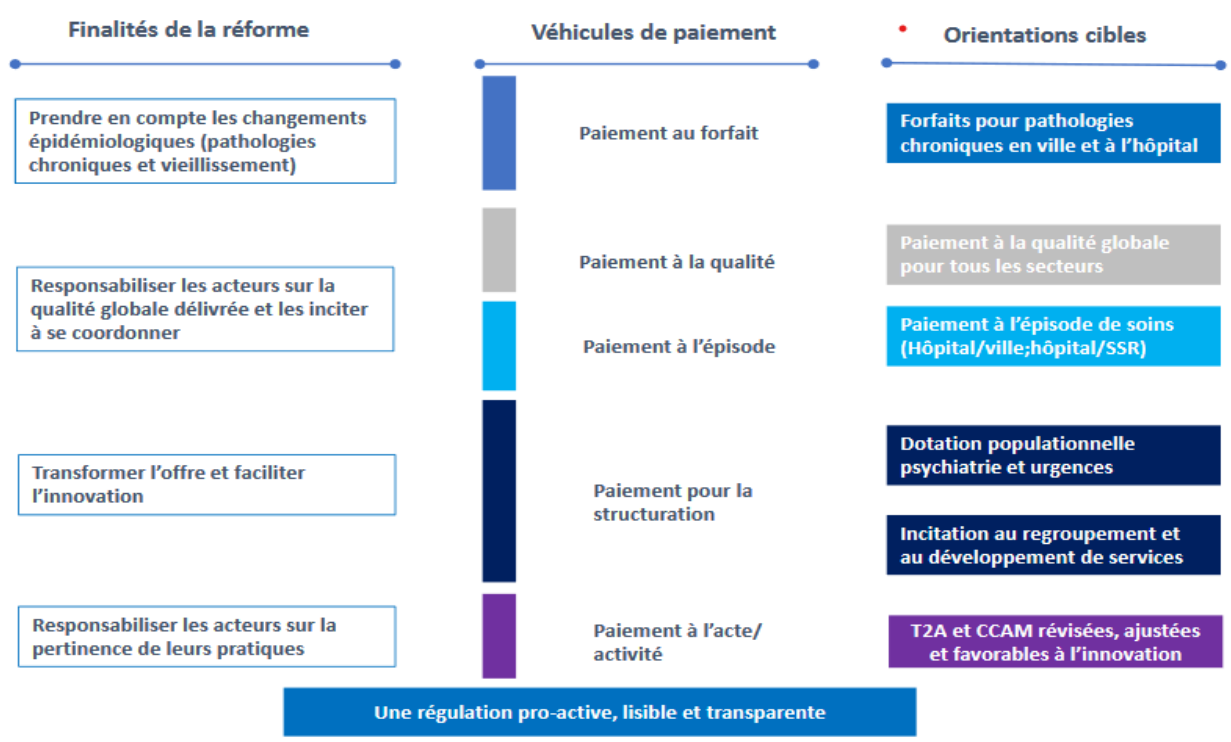 Finalités de la réforme
Véhicules de paiement
Orientations cibles
Prendre en compte les changements
épidémiologiques (pathologies
chroniques et vieillissement)
Paiement au forfait
Forfaits pour pathologies
chroniques en ville et à l'hôpital
Responsabiliser les acteurs sur la
qualité globale délivrée et les inciter
à se coordonner
Paiement à la qualité
Paiement à la qualité globale
pour tous les secteurs
Paiement à l'épisode
Paiement à l'épisode de soins
(Hôpital/ville;hôpital/SSR)
Transformer l'offre et faciliter
l'innovation
Paiement pour la
structuration
Dotation populationnelle
psychiatrie et urgences
Incitation au regroupement et
au développement de services
Responsabiliser les acteurs sur la
pertinence de leurs pratiques
Paiement à l'acte/
activité
T2A et CCAM révisées, ajustées
et favorables à l'innovation
Une régulation pro-active, lisible et transparente